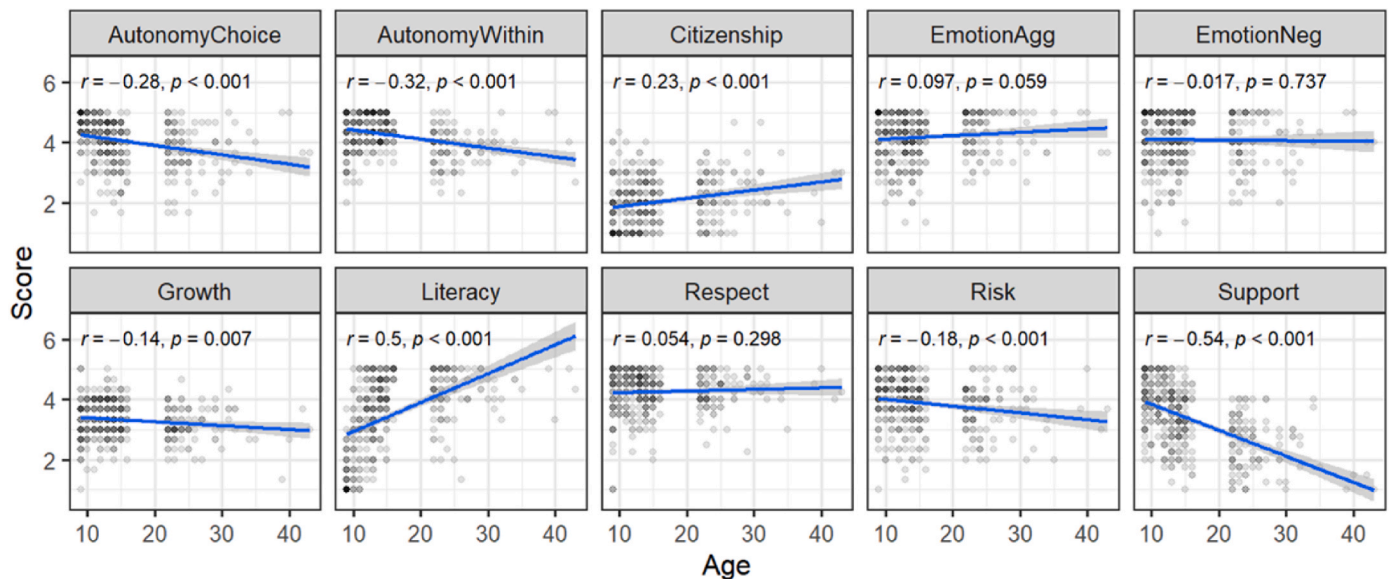 AutonomyChoice AutonomyWithin Citizenship EmotionAgg EmotionNeg
r = −0.28, p < 0.001 r = −0.32, p < 0.001 r = 0.23, p < 0.001 r = 0.097, p = 0.059 r = −0.017, p = 0.737
6
4
2
Score
Growth Literacy Respect Risk Support
r = −0.14, p = 0.007 r = 0.5, p < 0.001 r = 0.054, p = 0.298 r = −0.18, p < 0.001 r = −0.54, p < 0.001
6
4
2
10 20 30 40 10 20 30 40 10 20 30 40 10 20 30 40 10 20 30 40
Age